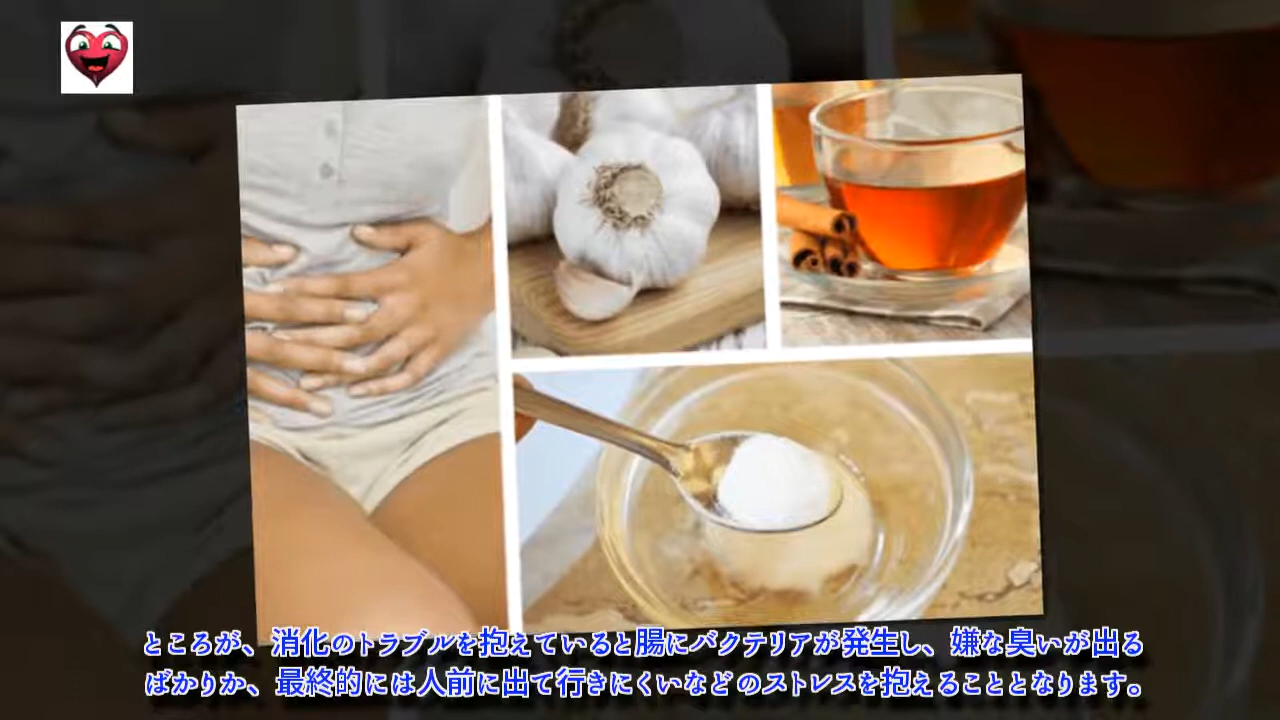 ところが、消化のトラブルを抱えていると腸にバクテリアが発生し、嫌な臭いが出る
ばかりか、最終的には人前に出て行きにくいなどのストレスを抱えることとなります。